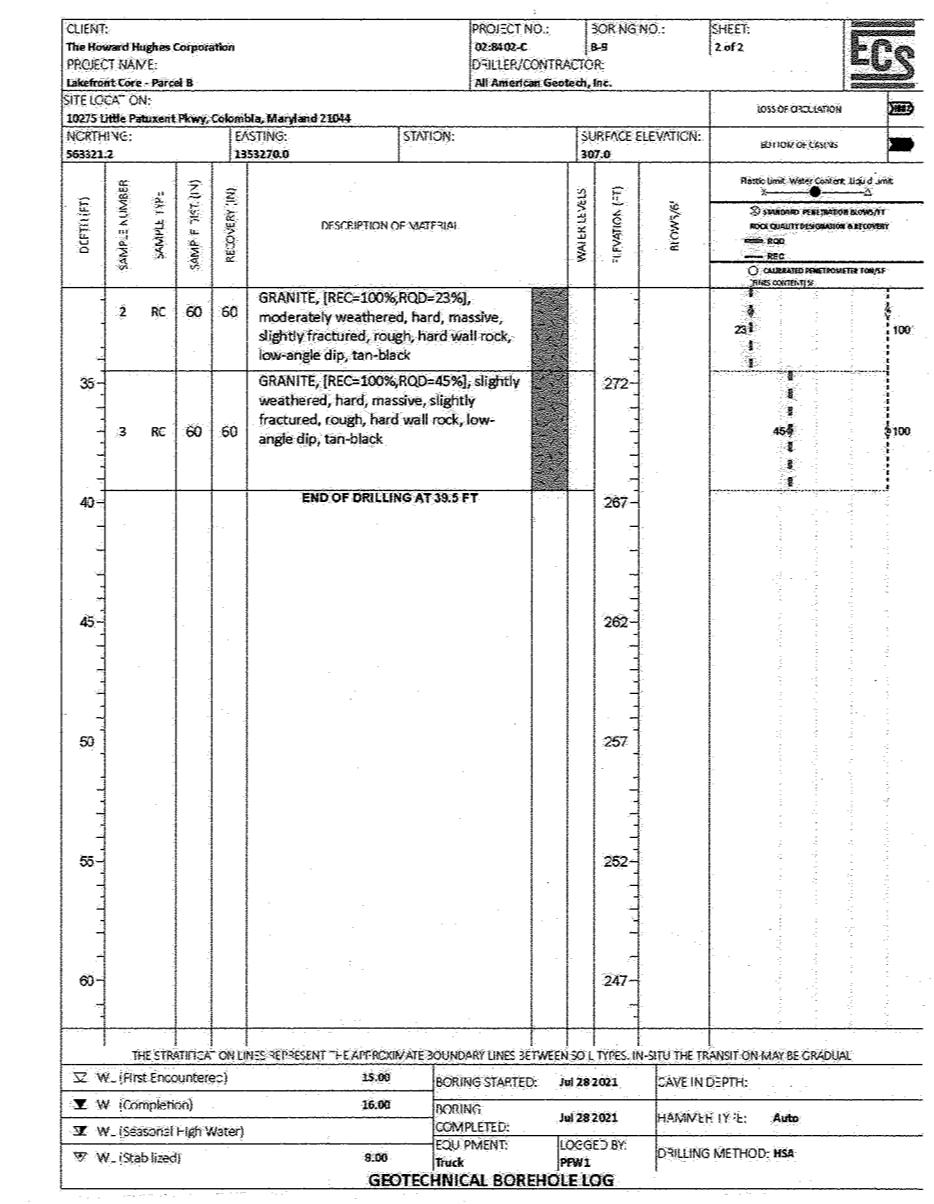 CLIENT:
The Howard Hughes Corporation
PROJECT NO.:
02:8402-C
BORING NO.:
B-9
SHEET:
2 of 2
ECS
PROJECT NAME:
Lakefront Core - Parcel B
DRILLER/CONTRACTOR:
All American Geotech, Inc.
SITE LOCATION:
10275 Little Patuxent Pkwy, Colombia, Maryland 21044
LOSS OF CIRCULATION
NORTHING:
563321.2
EASTING:
1353270.0
STATION:
SURFACE ELEVATION:
307.0
BOTTOM OF CASING
DEPTH (FT)
SAMPLE NUMBER
SAMPLE TYPE
SAMPLE DIST. (IN)
RECOVERY (IN)
DESCRIPTION OF MATERIAL
WATER LEVELS
ELEVATION (FT)
BLOWS/6"
Plastic Limit Water Content Liquid Limit
STANDARD PENETRATION BLOWS/FT
ROCK QUALITY DESIGNATION & RECOVERY
RQD
REC
CALIBRATED PENETROMETER TON/SF
[FINES CONTENT] %
2 RC 60 60
GRANITE, [REC=100%,RQD=23%],
moderately weathered, hard, massive,
slightly fractured, rough, hard wall rock,
low-angle dip, tan-black
23
100
35
272
3 RC 60 60
GRANITE, [REC=100%,RQD=45%], slightly
weathered, hard, massive, slightly
fractured, rough, hard wall rock, low-
angle dip, tan-black
45
100
END OF DRILLING AT 39.5 FT
40
267
45
262
50
257
55
252
60
247
THE STRATIFICATION LINES REPRESENT THE APPROXIMATE BOUNDARY LINES BETWEEN SOIL TYPES. IN-SITU THE TRANSITION MAY BE GRADUAL
WL (First Encountered) 15.00
BORING STARTED: Jul 28 2021
CAVE IN DEPTH:
WL (Completion) 16.00
BORING
COMPLETED: Jul 28 2021
HAMMER TYPE: Auto
WL (Seasonal High Water)
EQUIPMENT:
Truck
LOGGED BY:
PFW1
DRILLING METHOD: HSA
WL (Stabilized) 9.00
GEOTECHNICAL BOREHOLE LOG